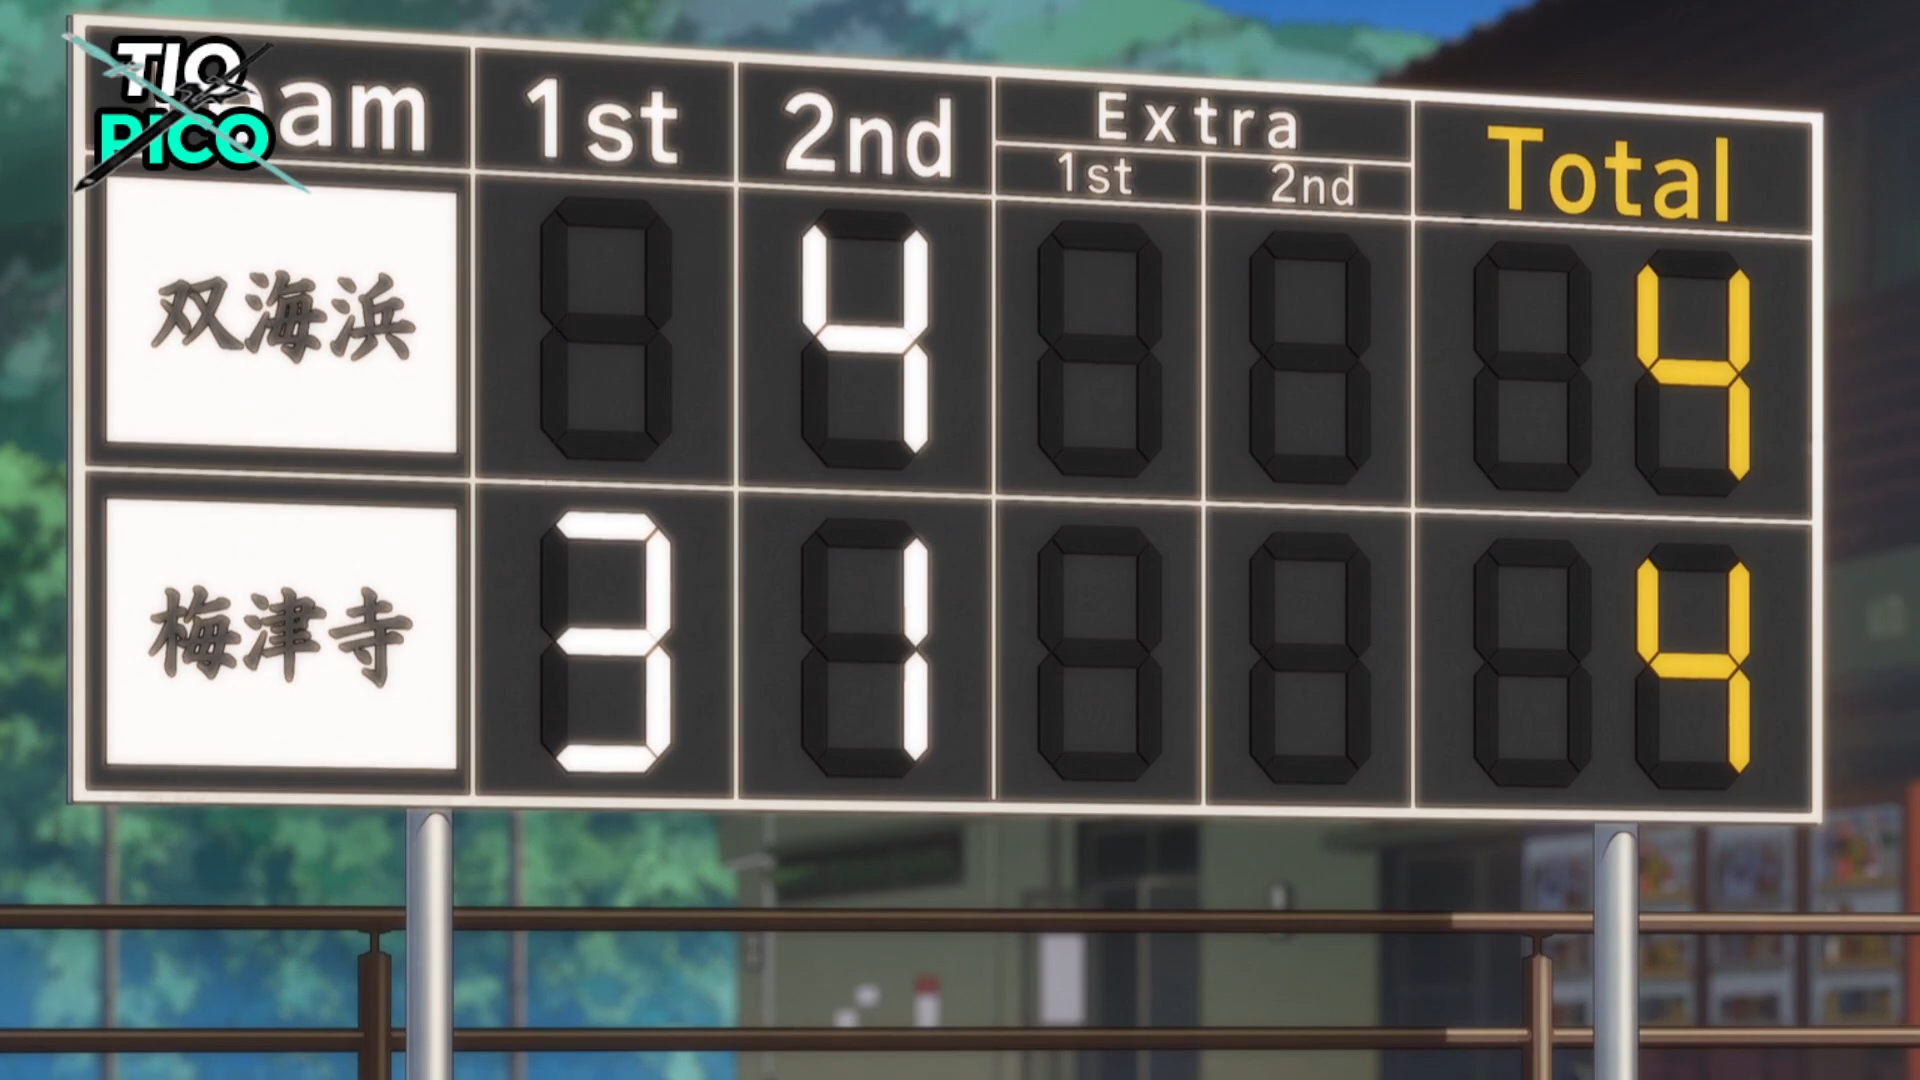 TIO
PICO
am 1st 2nd Extra Total
1st 2nd
双海浜 4 4
梅津寺 3 1 4